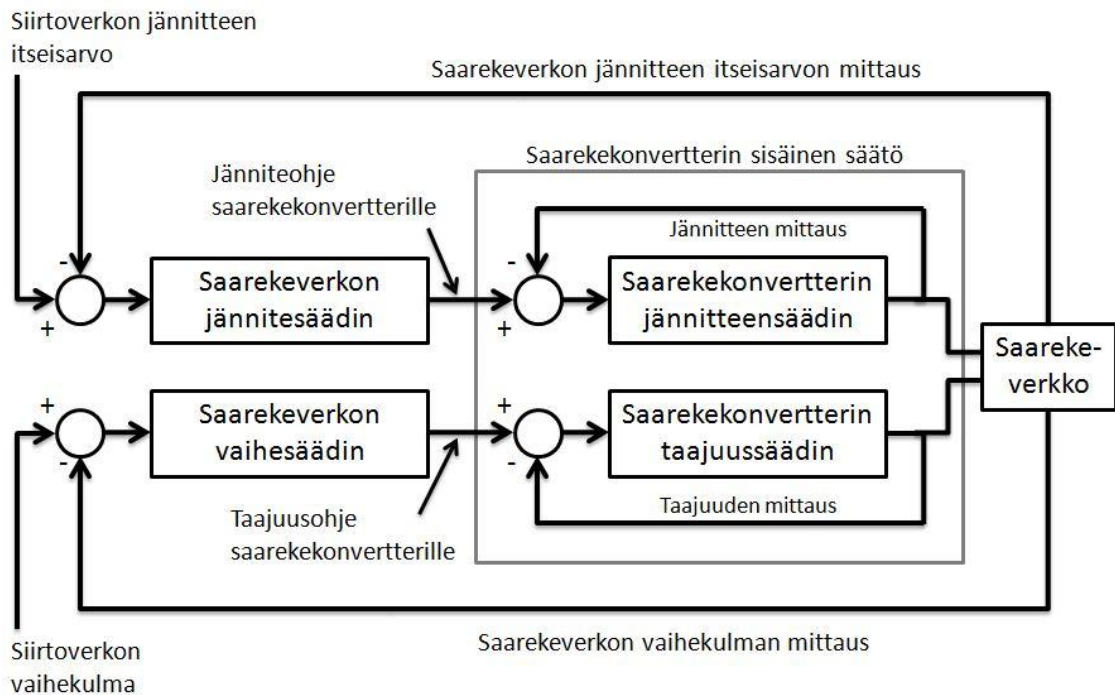 Siirtoverkon jännitteen
itseisarvo
Saarekeverkon jännitteen itseisarvon mittaus
Saarekekonvertterin sisäinen säätö
Jänniteohje
saarekekonvertterille
Jännitteen mittaus
-
-
Saarekeverkon
jännitesäädin
Saarekekonvertterin
jännitteensäädin
+
+
Saareke-
verkko
+
+
Saarekeverkon
vaihesäädin
Saarekekonvertterin
taajuussäädin
-
-
Taajuuden mittaus
Taajuusohje
saarekekonvertterille
Saarekeverkon vaihekulman mittaus
Siirtoverkon
vaihekulma